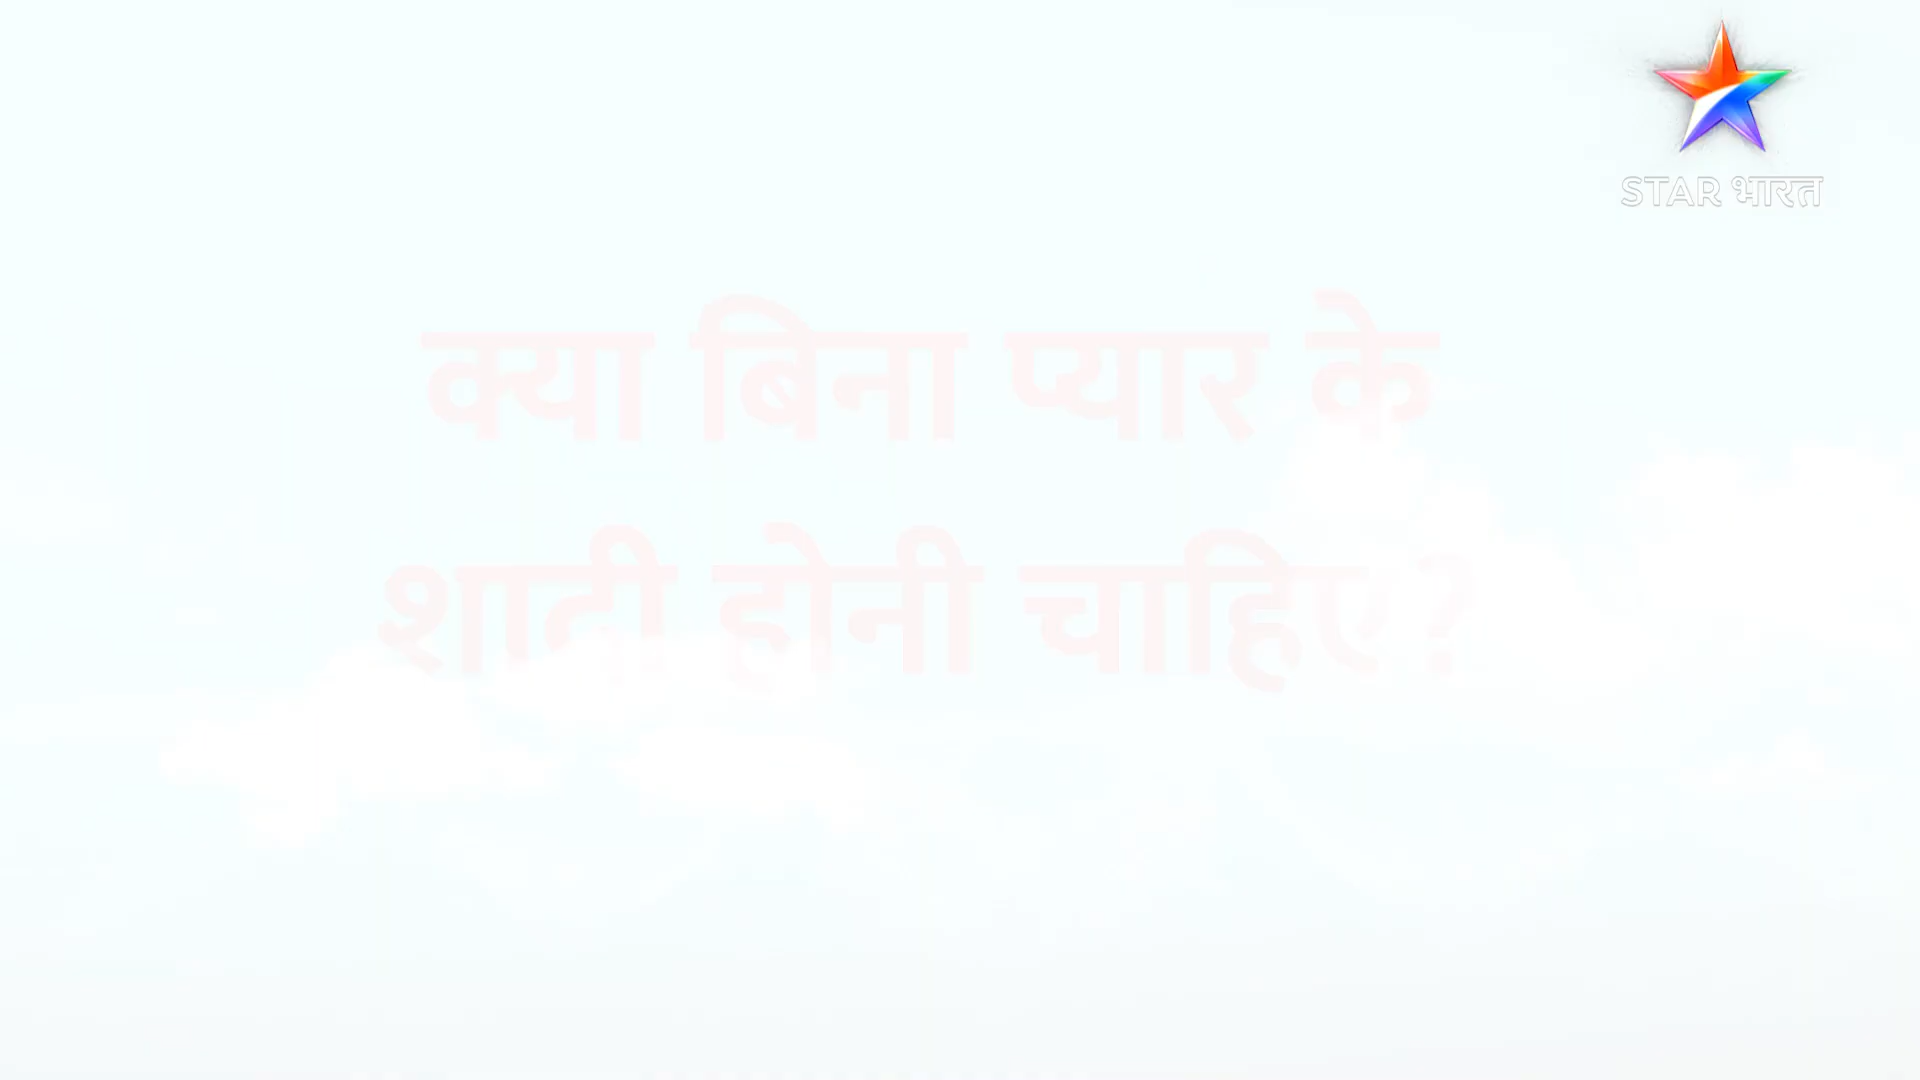 STAR भारत
क्या बिना प्यार के
शादी होनी चाहिए?